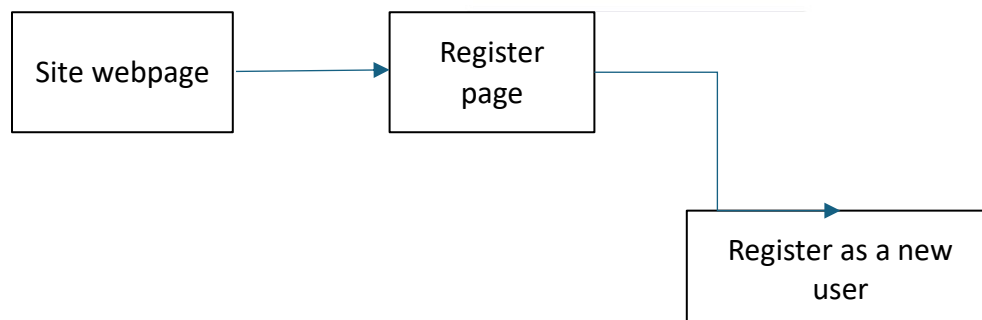 Site webpage
Register
page
Register as a new
user